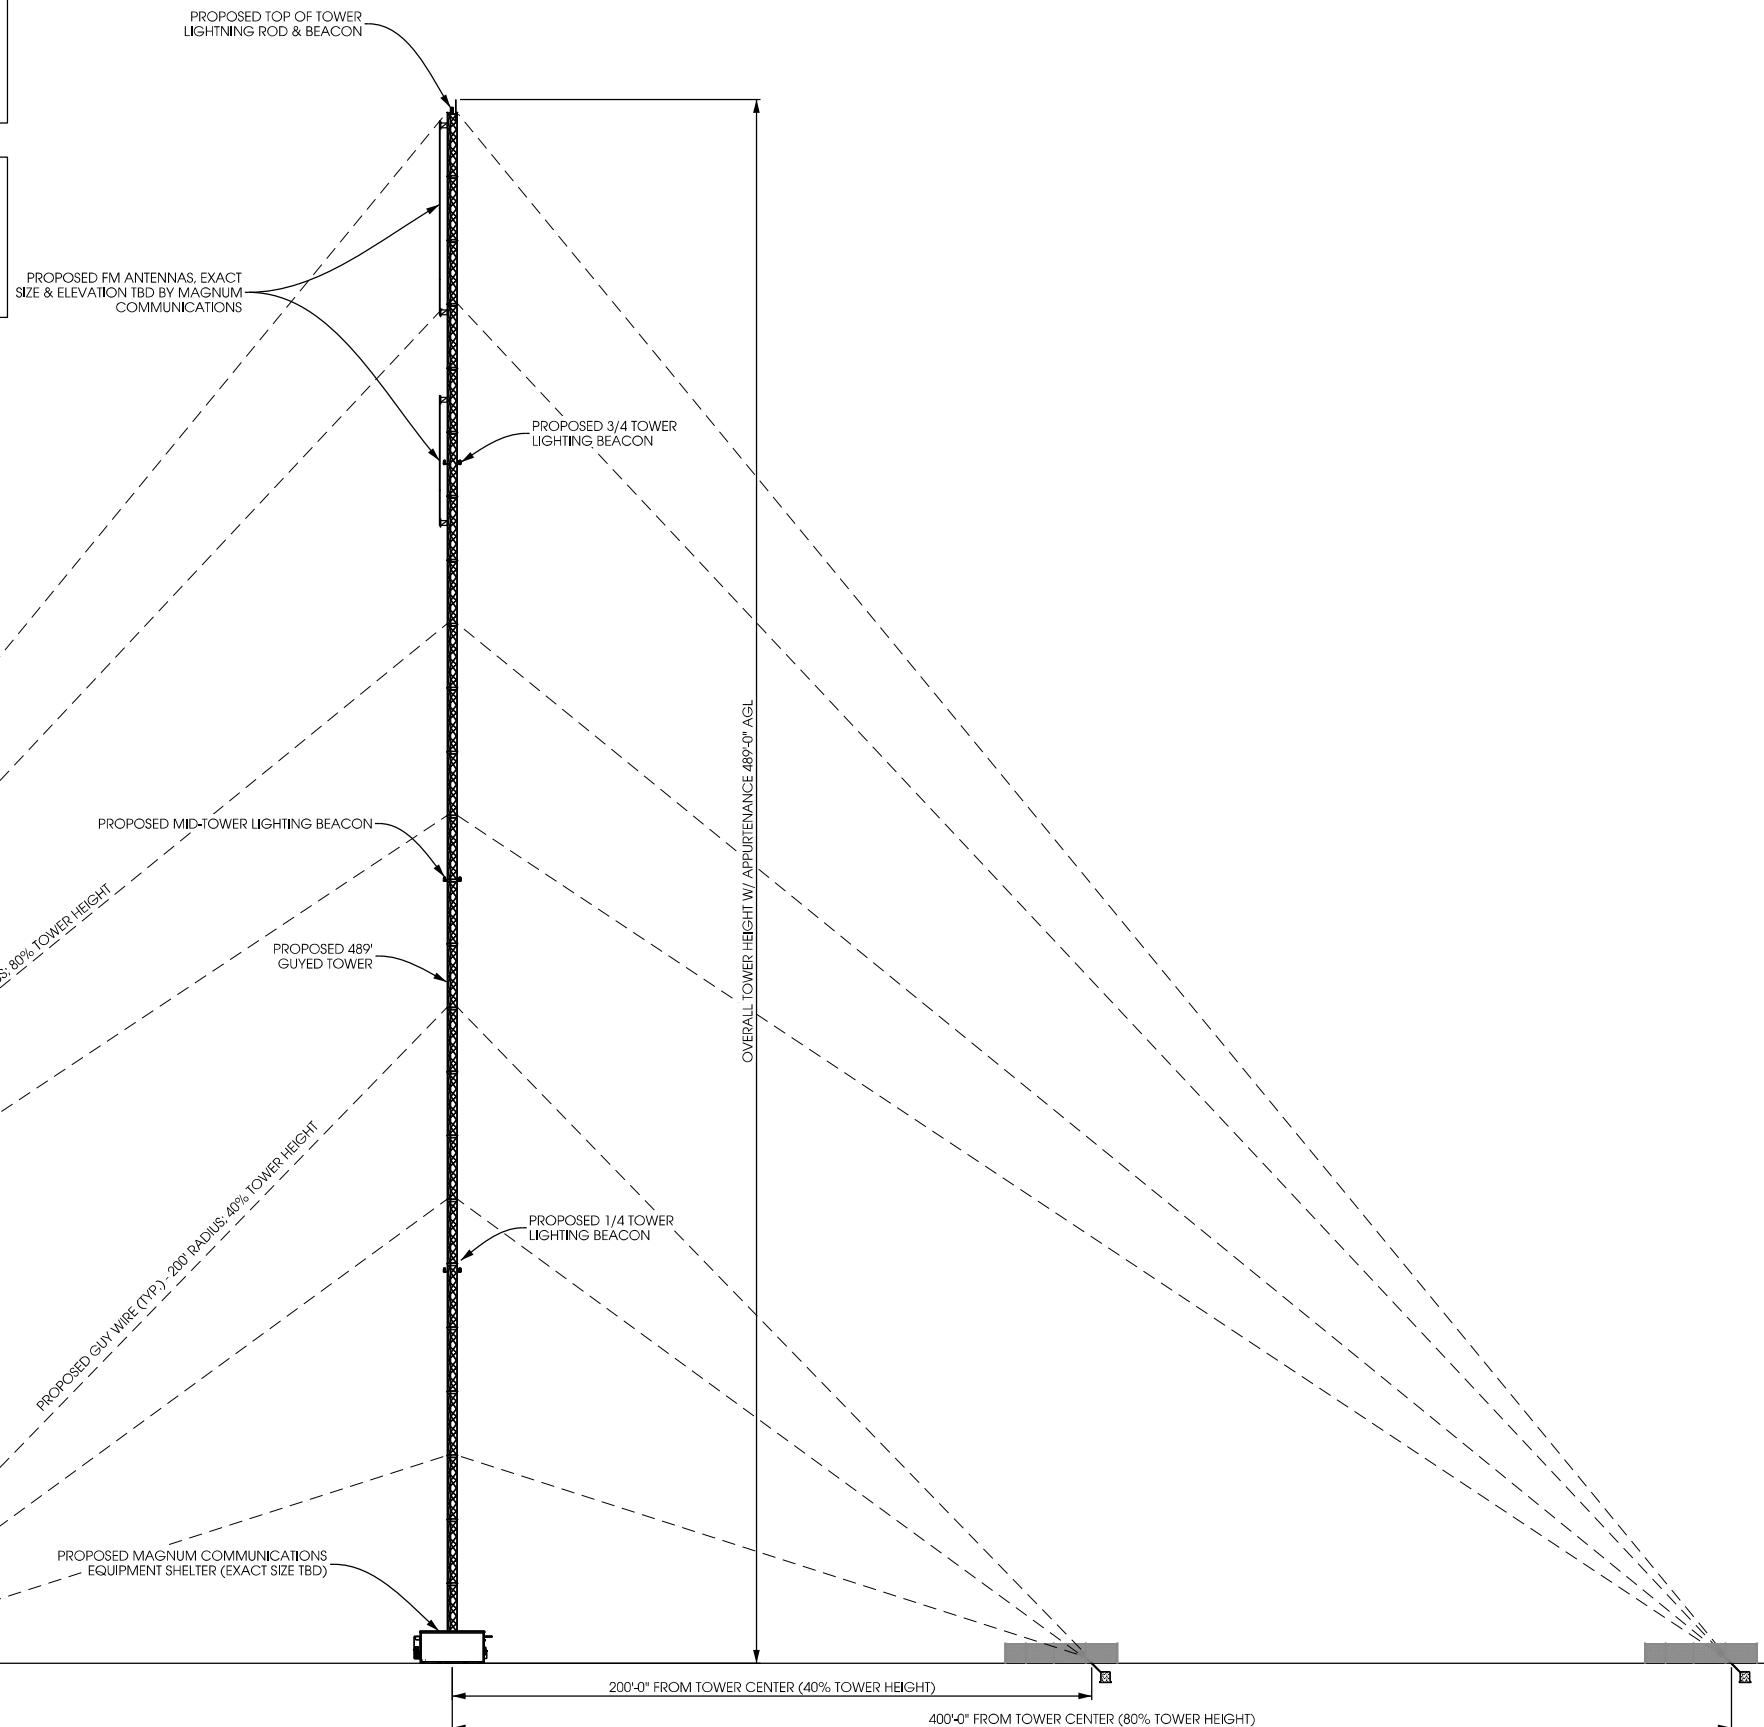 PROPOSED TOP OF TOWER
LIGHTNING ROD & BEACON
PROPOSED FM ANTENNAS, EXACT
SIZE & ELEVATION TBD BY MAGNUM
COMMUNICATIONS
PROPOSED 3/4 TOWER
LIGHTING BEACON
OVERALL TOWER HEIGHT W/ APPURTENANCE 489'-0" AGL
PROPOSED MID-TOWER LIGHTING BEACON
80% TOWER HEIGHT
PROPOSED 489'
GUYED TOWER
PROPOSED GUY WIRE (TYP.) - 200' RADIUS; 40% TOWER HEIGHT
PROPOSED 1/4 TOWER
LIGHTING BEACON
PROPOSED MAGNUM COMMUNICATIONS
EQUIPMENT SHELTER (EXACT SIZE TBD)
200'-0" FROM TOWER CENTER (40% TOWER HEIGHT)
400'-0" FROM TOWER CENTER (80% TOWER HEIGHT)